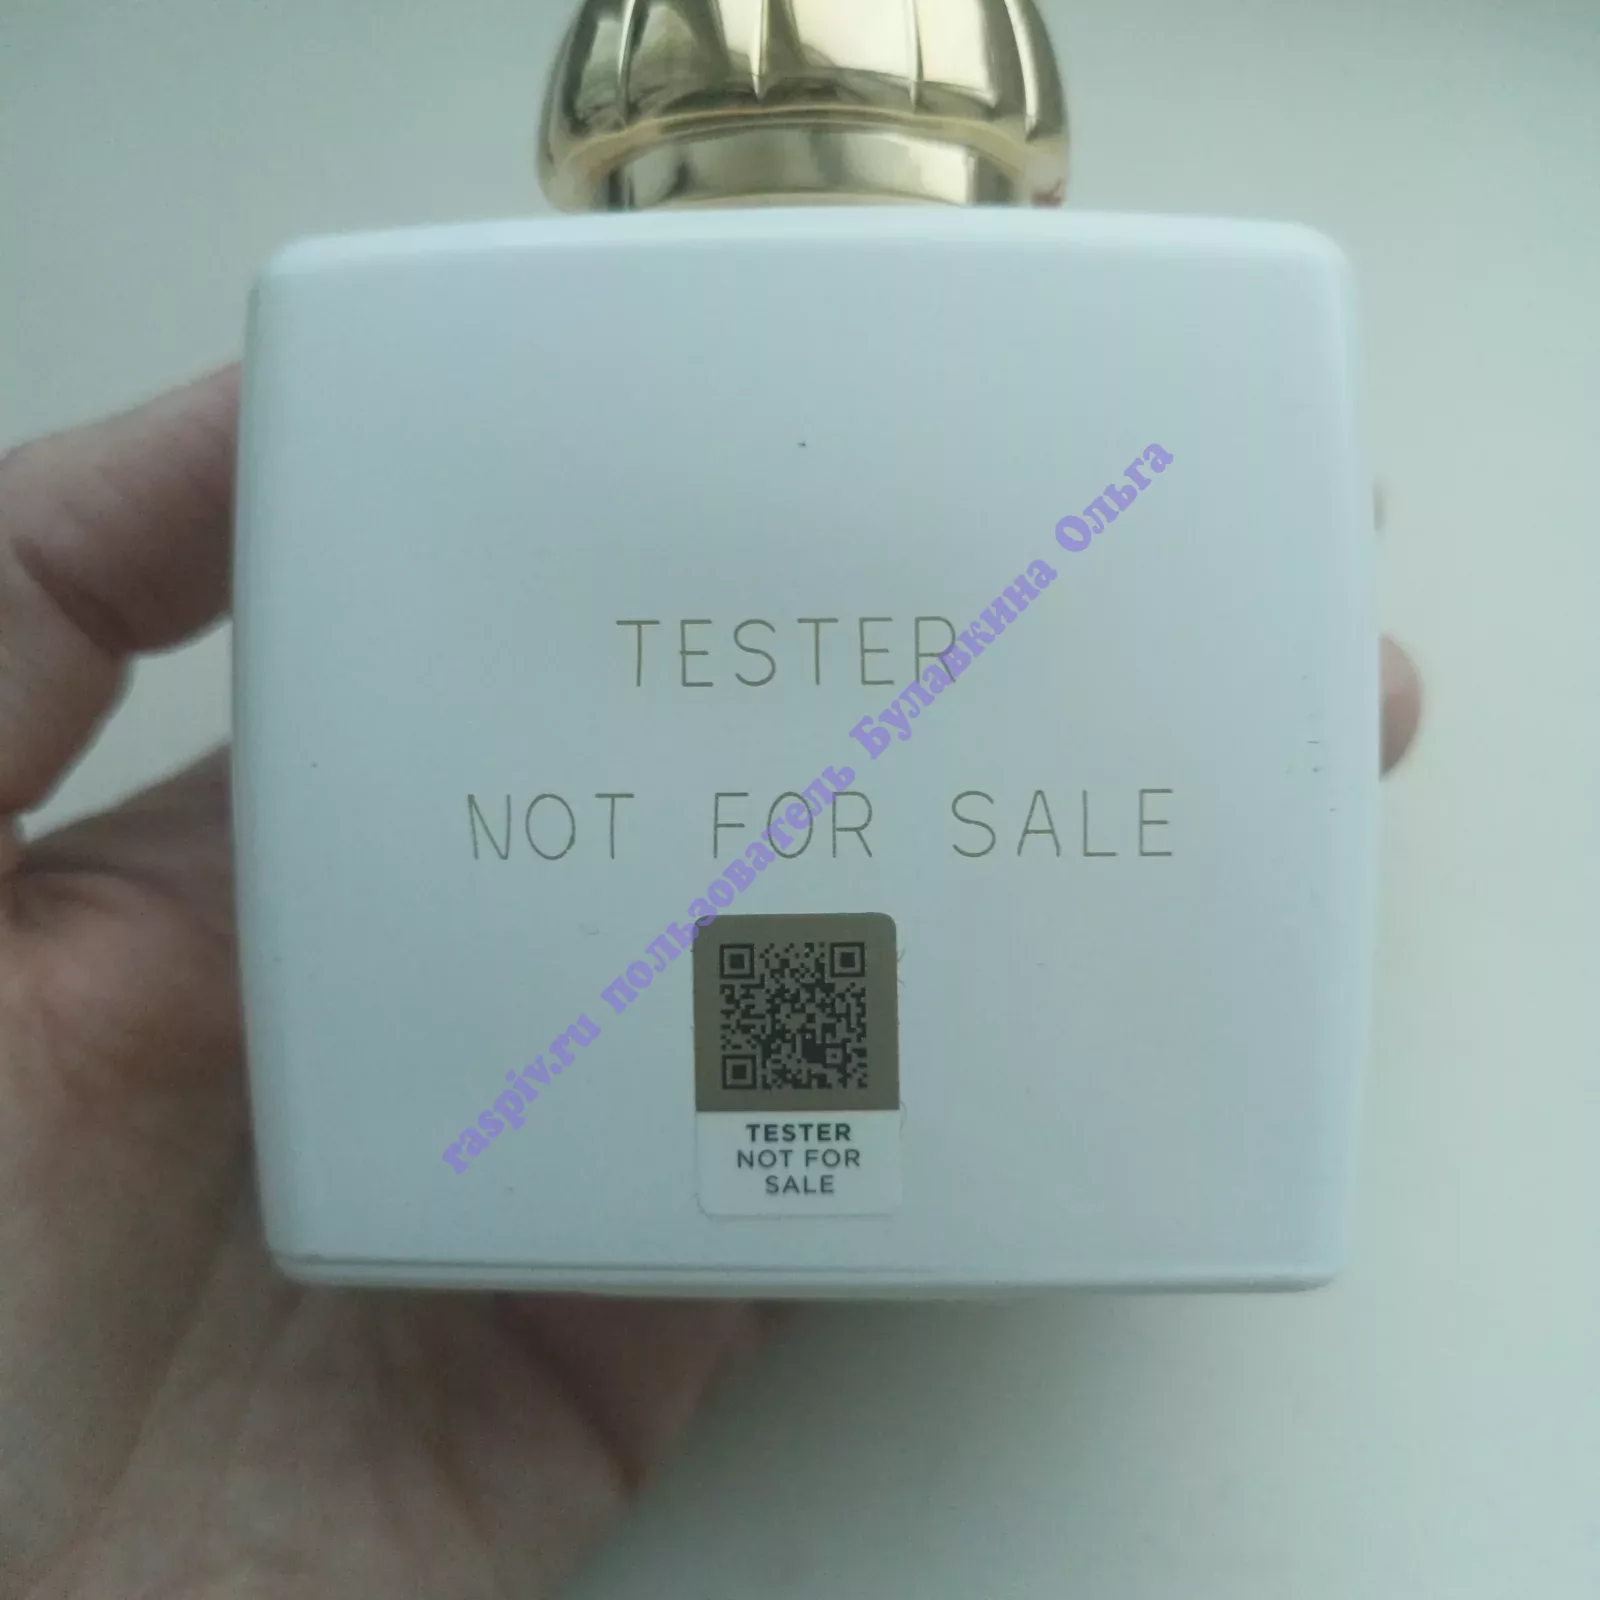 TESTER
NOT FOR SALE
raspiv.ru пользователь Булавкина Ольга
TESTER
NOT FOR
SALE